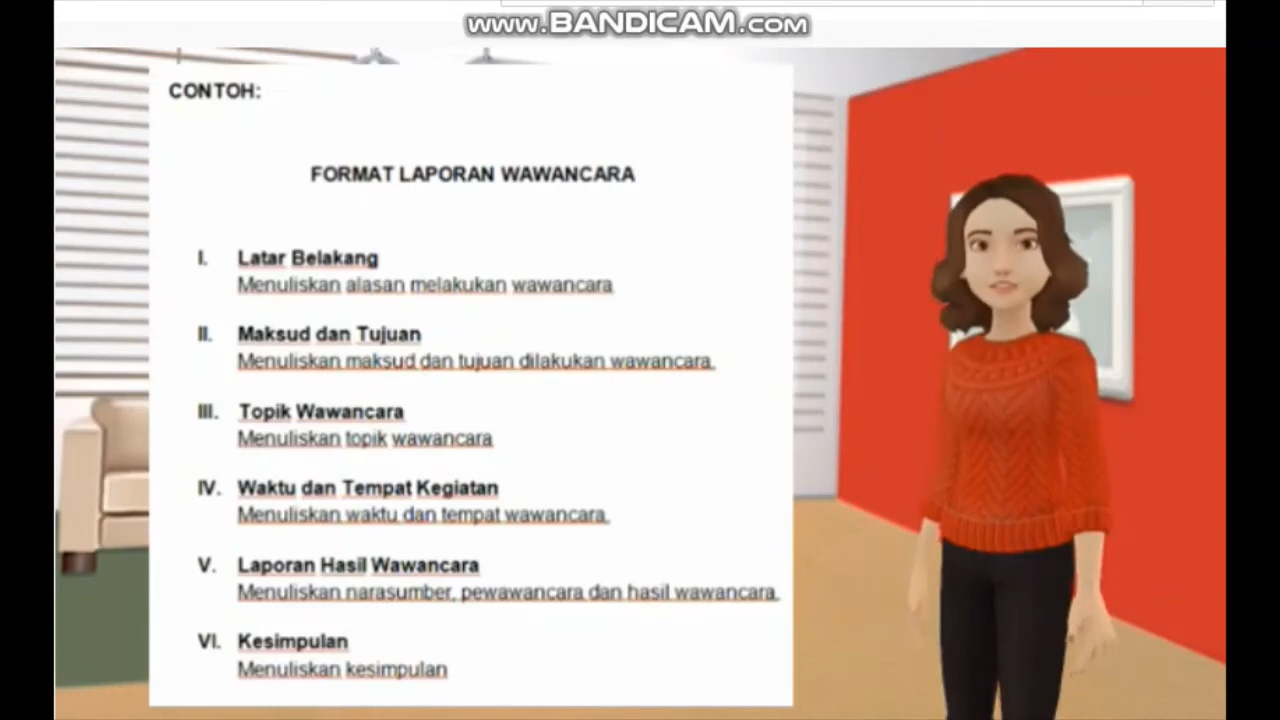 www.BANDICAM.com
CONTOH:
FORMAT LAPORAN WAWANCARA
I. Latar Belakang
Menuliskan alasan melakukan wawancara
II. Maksud dan Tujuan
Menuliskan maksud dan tujuan dilakukan wawancara.
III. Topik Wawancara
Menuliskan topik wawancara
IV. Waktu dan Tempat Kegiatan
Menuliskan waktu dan tempat wawancara.
V. Laporan Hasil Wawancara
Menuliskan narasumber, pewawancara dan hasil wawancara.
VI. Kesimpulan
Menuliskan kesimpulan